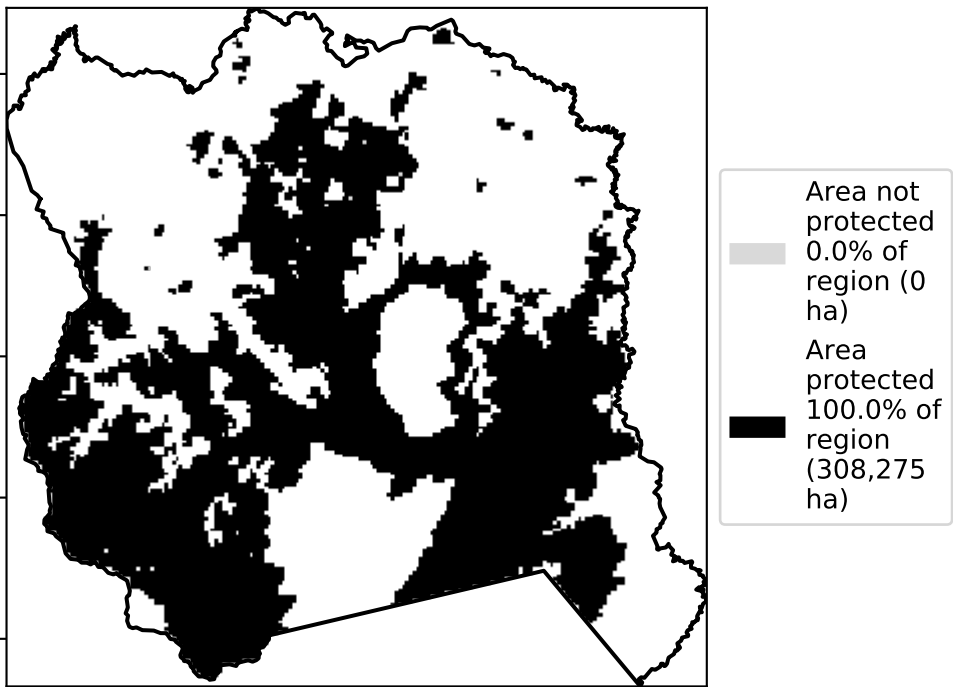 Area not
protected
0.0% of
region (0
ha)
Area
protected
100.0% of
region
(308,275
ha)